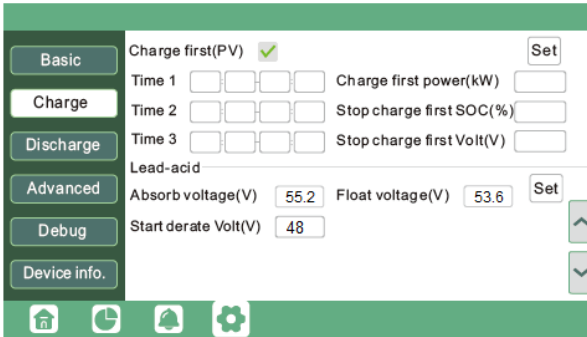 Basic
Charge
Discharge
Advanced
Debug
Device info.
Charge first(PV) Set
Time 1 Charge first power(kW)
Time 2 Stop charge first SOC(%)
Time 3 Stop charge first Volt(V)
Lead-acid
Absorb voltage(V) 55.2 Float voltage(V) 53.6 Set
Start derate Volt(V) 48